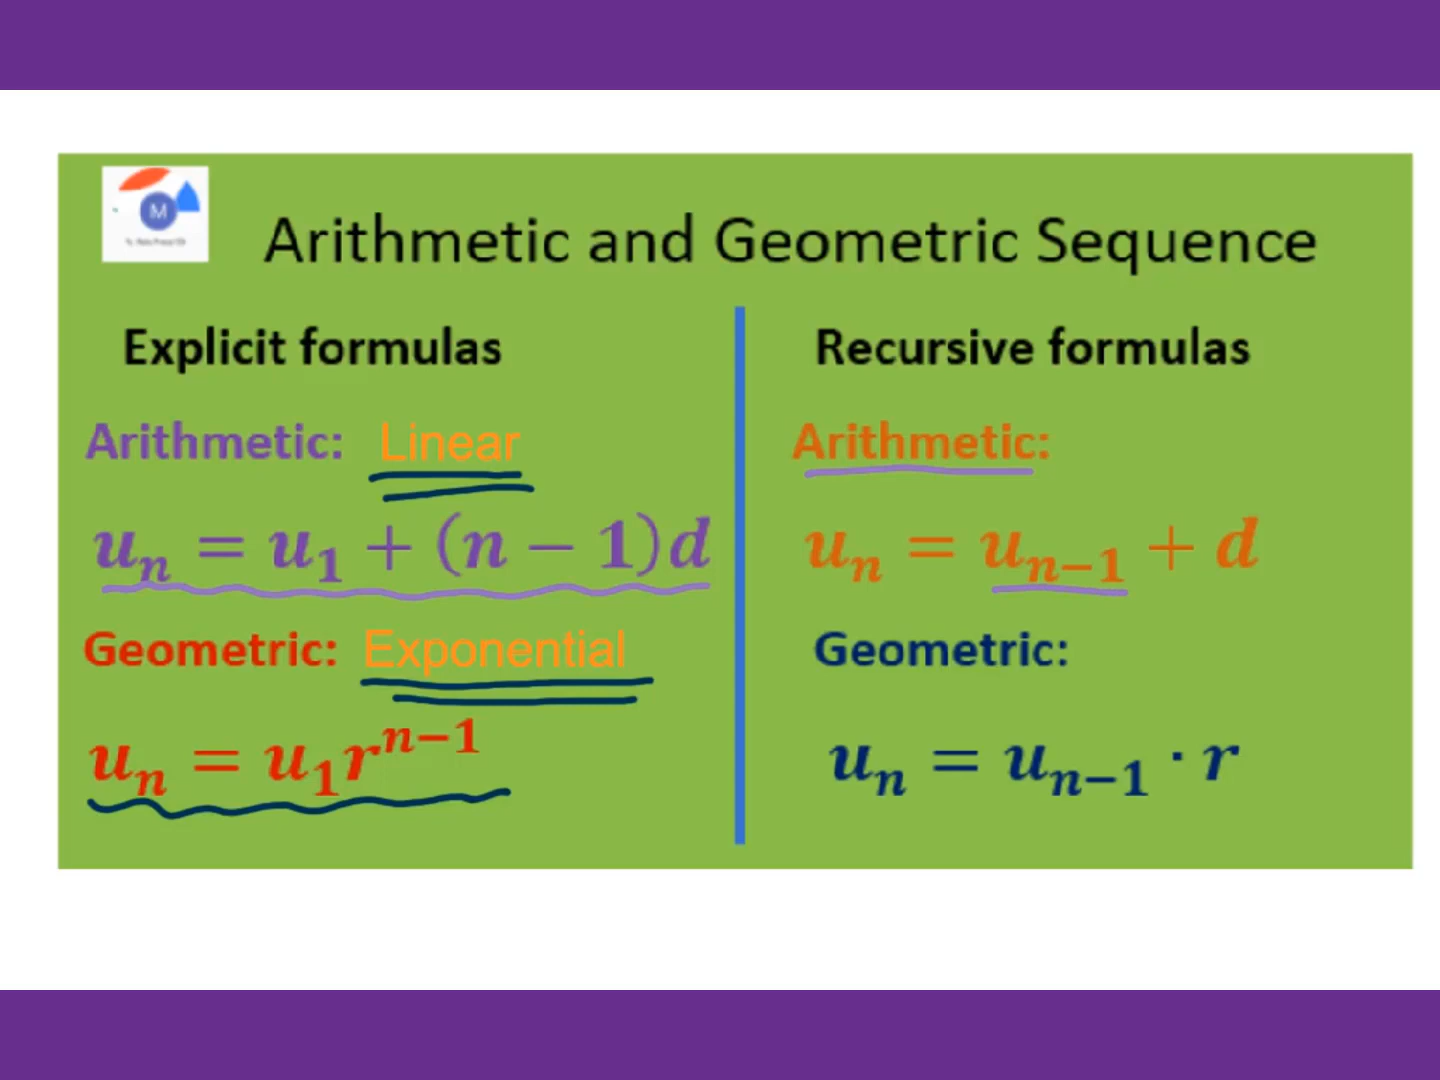 M
Arithmetic and Geometric Sequence
Explicit formulas
Arithmetic: Linear
uₙ = u₁ + (n − 1)d
Geometric: Exponential
uₙ = u₁rⁿ⁻¹
Recursive formulas
Arithmetic:
uₙ = uₙ₋₁ + d
Geometric:
uₙ = uₙ₋₁ · r